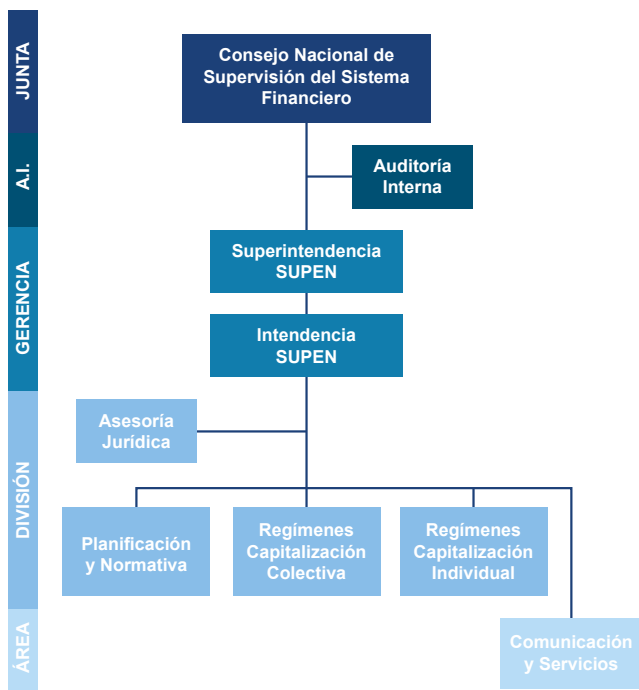 JUNTA
Consejo Nacional de
Supervisión del Sistema
Financiero
A.I.
Auditoría
Interna
GERENCIA
Superintendencia
SUPEN
Intendencia
SUPEN
DIVISIÓN
Asesoría
Jurídica
Planificación
y Normativa
Regímenes
Capitalización
Colectiva
Regímenes
Capitalización
Individual
ÁREA
Comunicación
y Servicios